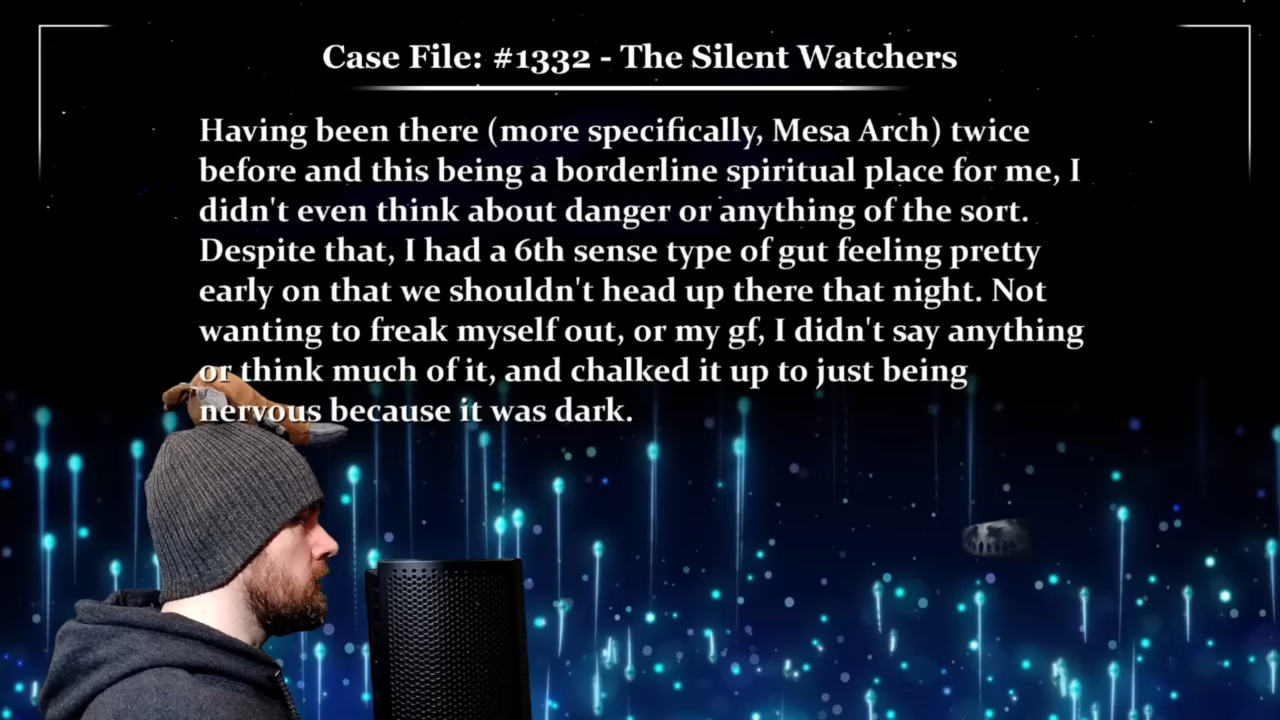 Case File: #1332 - The Silent Watchers
Having been there (more specifically, Mesa Arch) twice
before and this being a borderline spiritual place for me, I
didn't even think about danger or anything of the sort.
Despite that, I had a 6th sense type of gut feeling pretty
early on that we shouldn't head up there that night. Not
wanting to freak myself out, or my gf, I didn't say anything
or think much of it, and chalked it up to just being
nervous because it was dark.